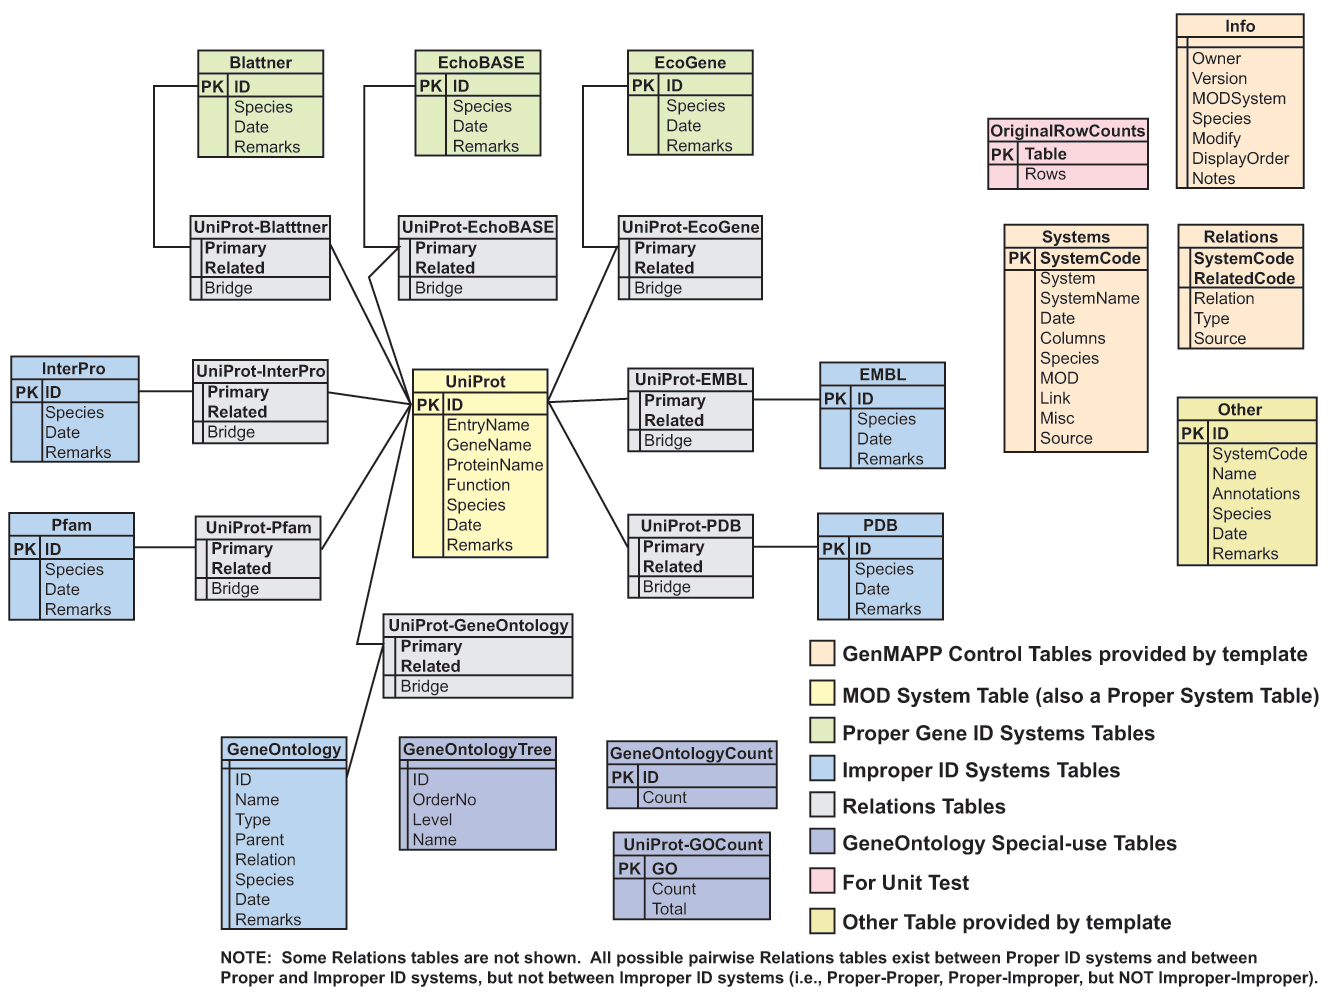 Blattner
PK ID
Species
Date
Remarks
EchoBASE
PK ID
Species
Date
Remarks
EcoGene
PK ID
Species
Date
Remarks
OriginalRowCounts
PK Table
Rows
Info
Owner
Version
MODSystem
Species
Modify
DisplayOrder
Notes
UniProt-Blatttner
Primary
Related
Bridge
UniProt-EchoBASE
Primary
Related
Bridge
UniProt-EcoGene
Primary
Related
Bridge
Systems
PK SystemCode
System
SystemName
Date
Columns
Species
MOD
Link
Misc
Source
Relations
SystemCode
RelatedCode
Relation
Type
Source
InterPro
PK ID
Species
Date
Remarks
UniProt-InterPro
Primary
Related
Bridge
UniProt
PK ID
EntryName
GeneName
ProteinName
Function
Species
Date
Remarks
UniProt-EMBL
Primary
Related
Bridge
EMBL
PK ID
Species
Date
Remarks
Other
PK ID
SystemCode
Name
Annotations
Species
Date
Remarks
Pfam
PK ID
Species
Date
Remarks
UniProt-Pfam
Primary
Related
Bridge
UniProt-PDB
Primary
Related
Bridge
PDB
PK ID
Species
Date
Remarks
UniProt-GeneOntology
Primary
Related
Bridge
GeneOntology
ID
Name
Type
Parent
Relation
Species
Date
Remarks
GeneOntologyTree
ID
OrderNo
Level
Name
GeneOntologyCount
PK ID
Count
UniProt-GOCount
PK GO
Count
Total
GenMAPP Control Tables provided by template
MOD System Table (also a Proper System Table)
Proper Gene ID Systems Tables
Improper ID Systems Tables
Relations Tables
GeneOntology Special-use Tables
For Unit Test
Other Table provided by template
NOTE: Some Relations tables are not shown. All possible pairwise Relations tables exist between Proper ID systems and between
Proper and Improper ID systems, but not between Improper ID systems (i.e., Proper-Proper, Proper-Improper, but NOT Improper-Improper).